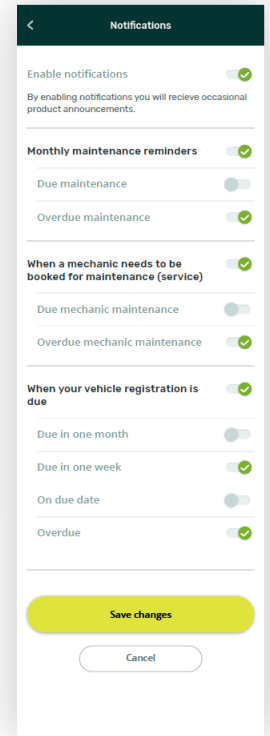 Notifications
Enable notifications
By enabling notifications you will recieve occasional
product announcements.
Monthly maintenance reminders
Due maintenance
Overdue maintenance
When a mechanic needs to be
booked for maintenance (service)
Due mechanic maintenance
Overdue mechanic maintenance
When your vehicle registration is
due
Due in one month
Due in one week
On due date
Overdue
Save changes
Cancel